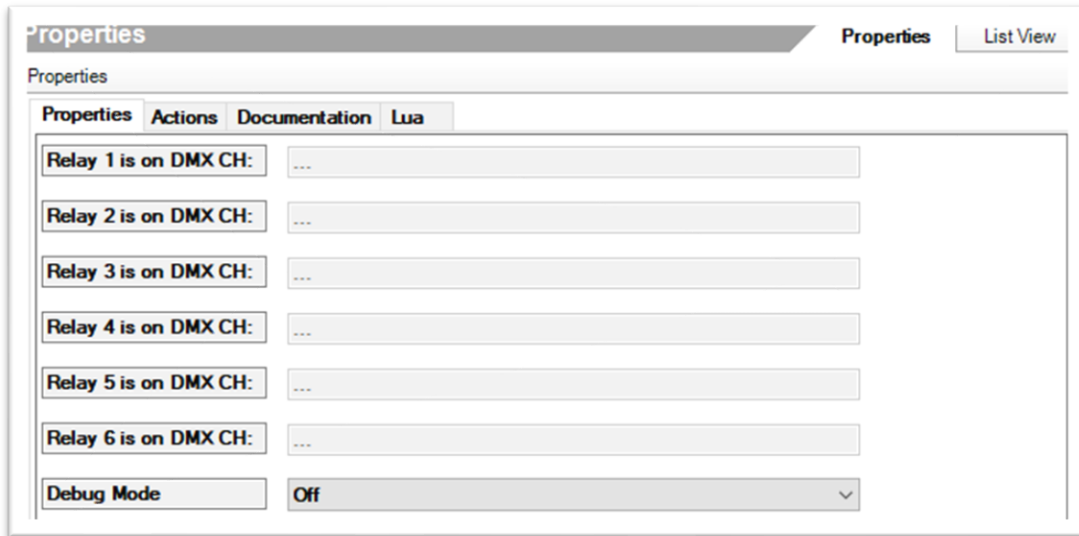 Properties
Properties List View
Properties
Properties Actions Documentation Lua
Relay 1 is on DMX CH: ---
Relay 2 is on DMX CH: ---
Relay 3 is on DMX CH: ---
Relay 4 is on DMX CH: ---
Relay 5 is on DMX CH: ---
Relay 6 is on DMX CH: ---
Debug Mode Off